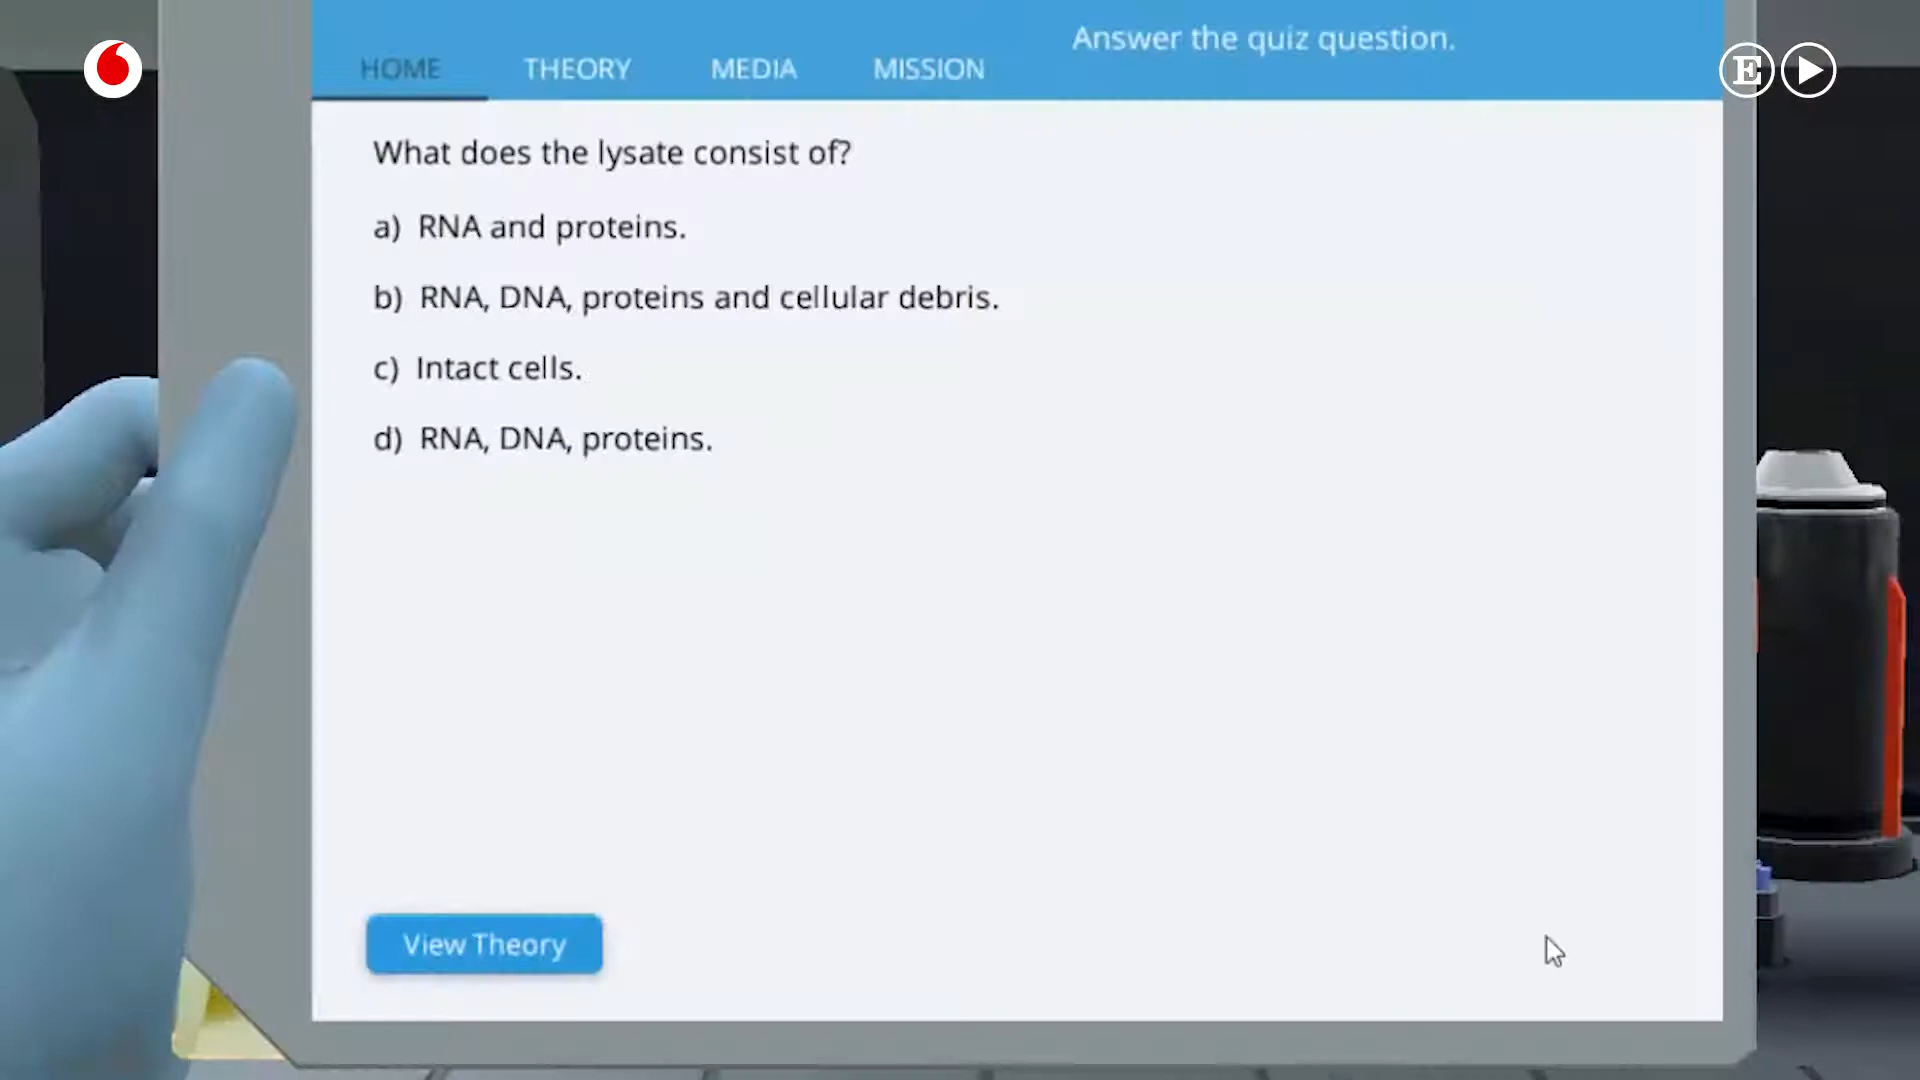 Answer the quiz question.
HOME THEORY MEDIA MISSION
E
What does the lysate consist of?
a) RNA and proteins.
b) RNA, DNA, proteins and cellular debris.
c) Intact cells.
d) RNA, DNA, proteins.
View Theory